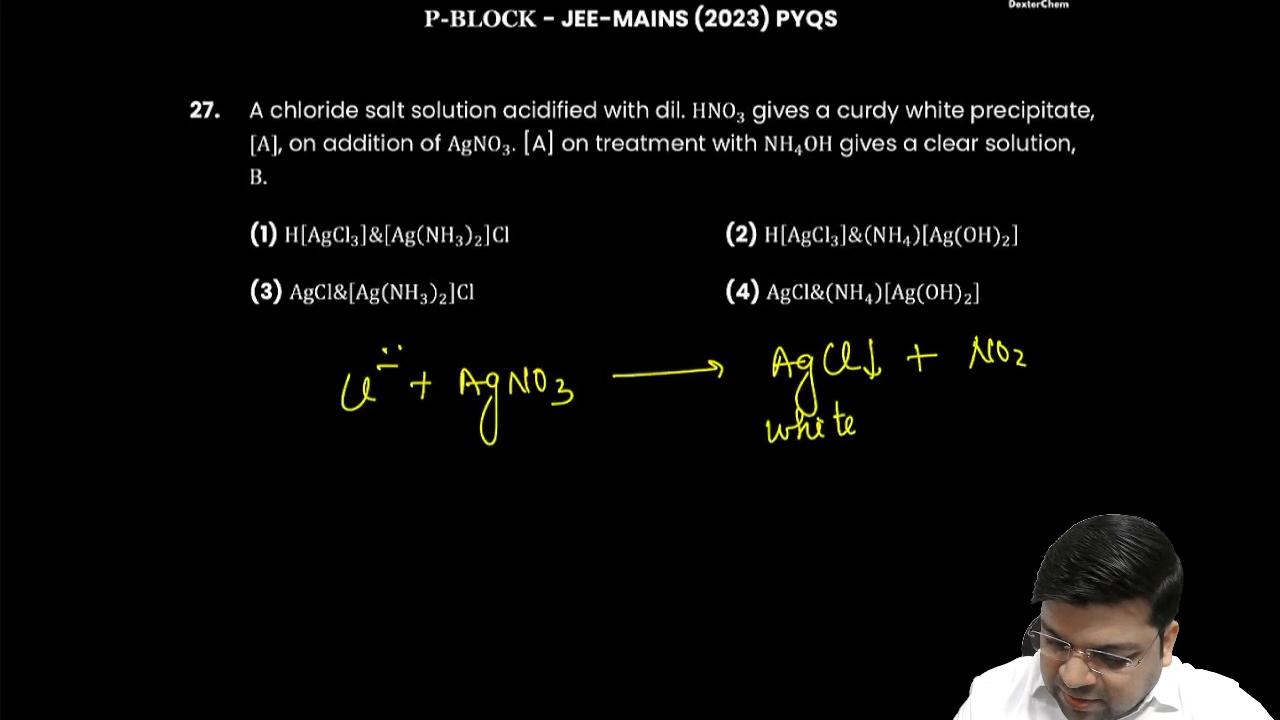 DexterChem
P-BLOCK - JEE-MAINS (2023) PYQS
27. A chloride salt solution acidified with dil. HNO₃ gives a curdy white precipitate,
[A], on addition of AgNO₃. [A] on treatment with NH₄OH gives a clear solution,
B.
(1) H[AgCl₃]&[Ag(NH₃)₂]Cl (2) H[AgCl₃]&(NH₄)[Ag(OH)₂]
(3) AgCl&[Ag(NH₃)₂]Cl (4) AgCl&(NH₄)[Ag(OH)₂]
Cl⁻ + AgNO₃ → AgCl↓ + NO₂
white